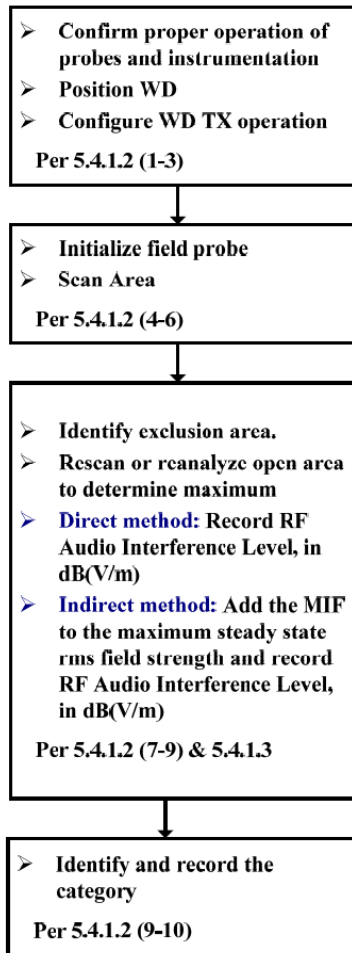 ➢ Confirm proper operation of
probes and instrumentation
➢ Position WD
➢ Configure WD TX operation
Per 5.4.1.2 (1-3)
➢ Initialize field probe
➢ Scan Area
Per 5.4.1.2 (4-6)
➢ Identify exclusion area.
➢ Rescan or reanalyze open area
to determine maximum
➢ Direct method: Record RF
Audio Interference Level, in
dB(V/m)
➢ Indirect method: Add the MIF
to the maximum steady state
rms field strength and record
RF Audio Interference Level,
in dB(V/m)
Per 5.4.1.2 (7-9) & 5.4.1.3
➢ Identify and record the
category
Per 5.4.1.2 (9-10)